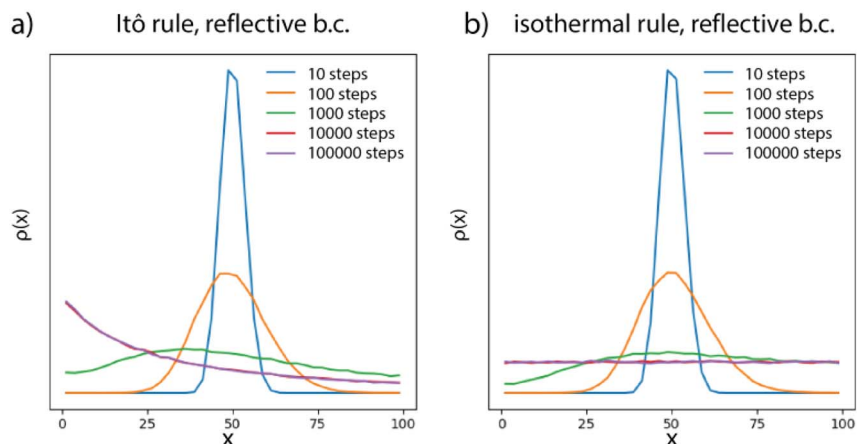 a) Itô rule, reflective b.c.
10 steps
100 steps
1000 steps
10000 steps
100000 steps
ρ(x)
0 25 50 75 100
x
b) isothermal rule, reflective b.c.
10 steps
100 steps
1000 steps
10000 steps
100000 steps
ρ(x)
0 25 50 75 100
x